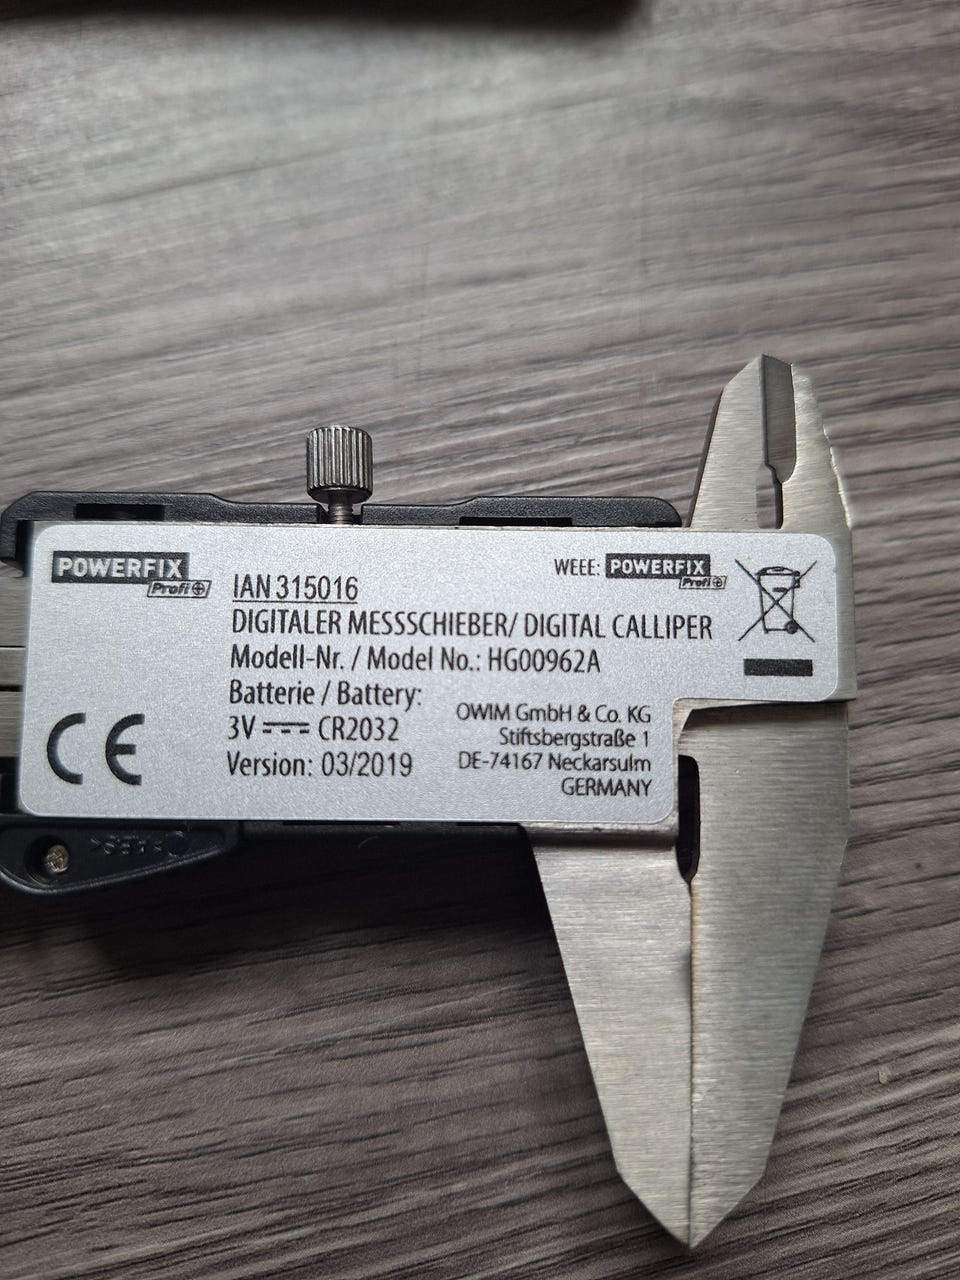 POWERFIX
Profi
IAN 315016
DIGITALER MESSSCHIEBER/ DIGITAL CALLIPER
Modell-Nr. / Model No.: HG00962A
Batterie / Battery:
3V CR2032
Version: 03/2019
CE
WEEE: POWERFIX
Profi
OWIM GmbH & Co. KG
Stiftsbergstraße 1
DE-74167 Neckarsulm
GERMANY